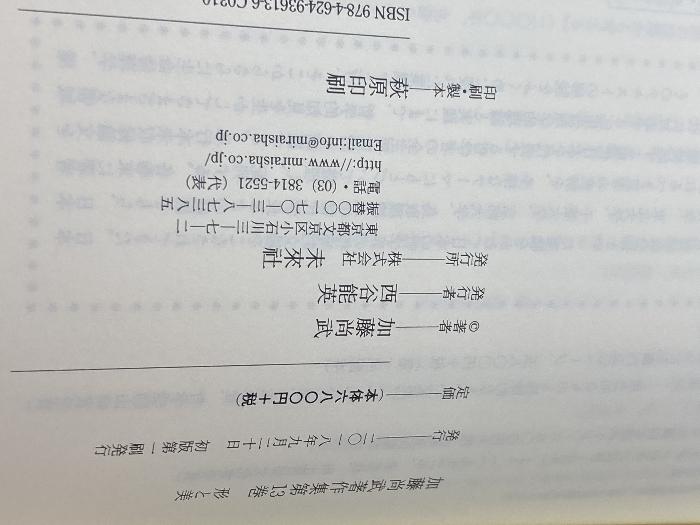 加藤尚武著作集第13巻 形と美
発行――二〇一八年九月二十日 初版第一刷発行
定価――(本体六八〇〇円+税)
©著者――加藤尚武
発行者――西谷能英
発行所――株式会社 未來社
東京都文京区小石川三―七―二
振替〇〇一七〇―三―八七三八五
電話・(03) 3814-5521 (代表)
http://www.miraisha.co.jp/
Email:info@miraisha.co.jp
印刷・製本――萩原印刷
ISBN 978-4-624-93613-6 C0310